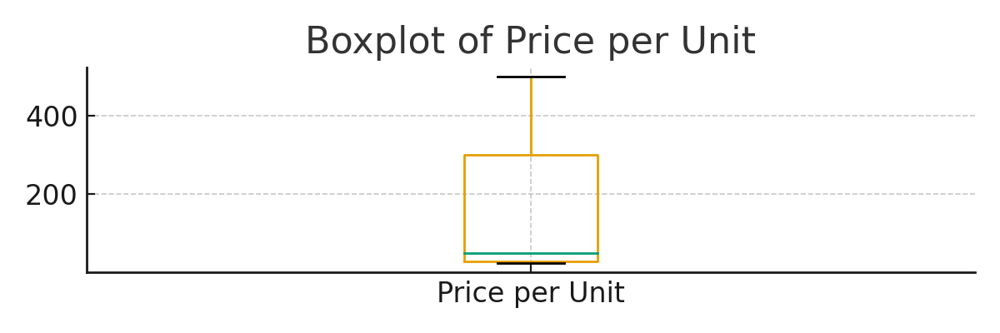 Boxplot of Price per Unit
400
200
Price per Unit